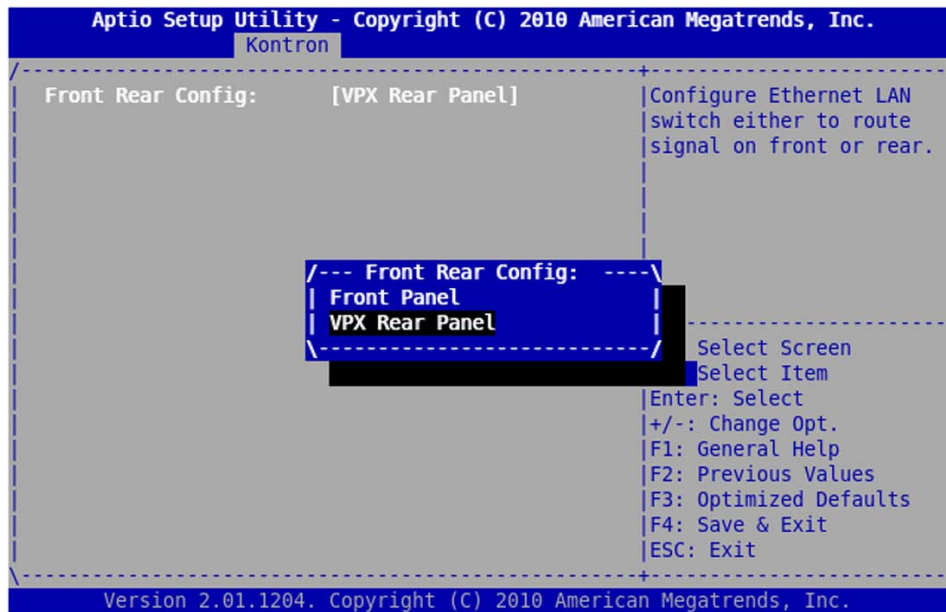 Aptio Setup Utility - Copyright (C) 2010 American Megatrends, Inc.
Kontron
Front Rear Config: [VPX Rear Panel]
Configure Ethernet LAN
switch either to route
signal on front or rear.
/--- Front Rear Config: ----\
Front Panel
VPX Rear Panel
Select Screen
Select Item
Enter: Select
+/-: Change Opt.
F1: General Help
F2: Previous Values
F3: Optimized Defaults
F4: Save & Exit
ESC: Exit
Version 2.01.1204. Copyright (C) 2010 American Megatrends, Inc.